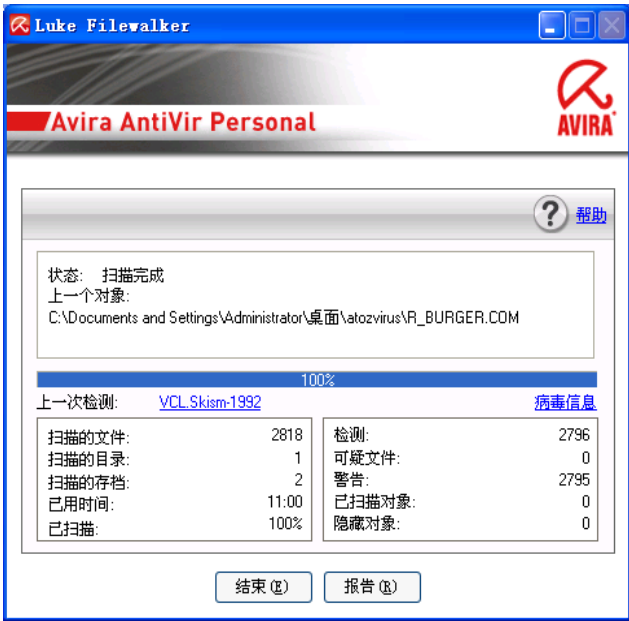 Luke Filewalker
Avira AntiVir Personal
AVIRA
? 帮助
状态: 扫描完成
上一个对象:
C:\Documents and Settings\Administrator\桌面\atozvirus\R_BURGER.COM
100%
上一次检测: VCL.Skism-1992 病毒信息
扫描的文件: 2818
扫描的目录: 1
扫描的存档: 2
已用时间: 11:00
已扫描: 100%
检测: 2796
可疑文件: 0
警告: 2795
已扫描对象: 0
隐藏对象: 0
结束(E) 报告(R)